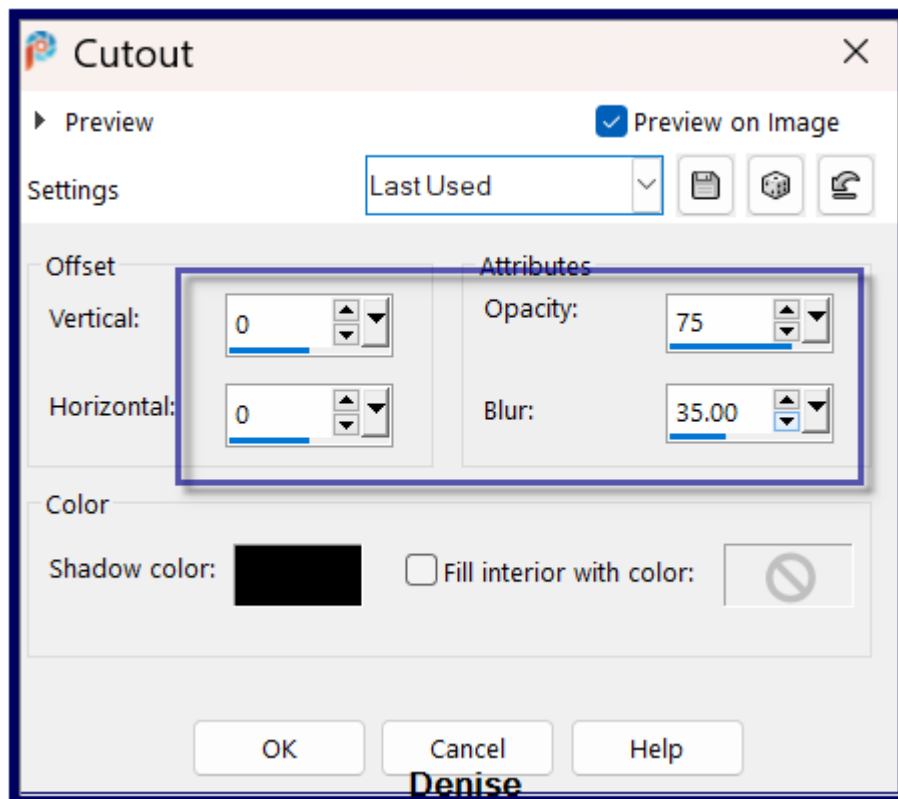 Cutout
Preview
Preview on Image
Settings
Last Used
Offset
Attributes
Vertical:
0
Opacity:
75
Horizontal:
0
Blur:
35.00
Color
Shadow color:
Fill interior with color:
OK
Cancel
Help
Denise